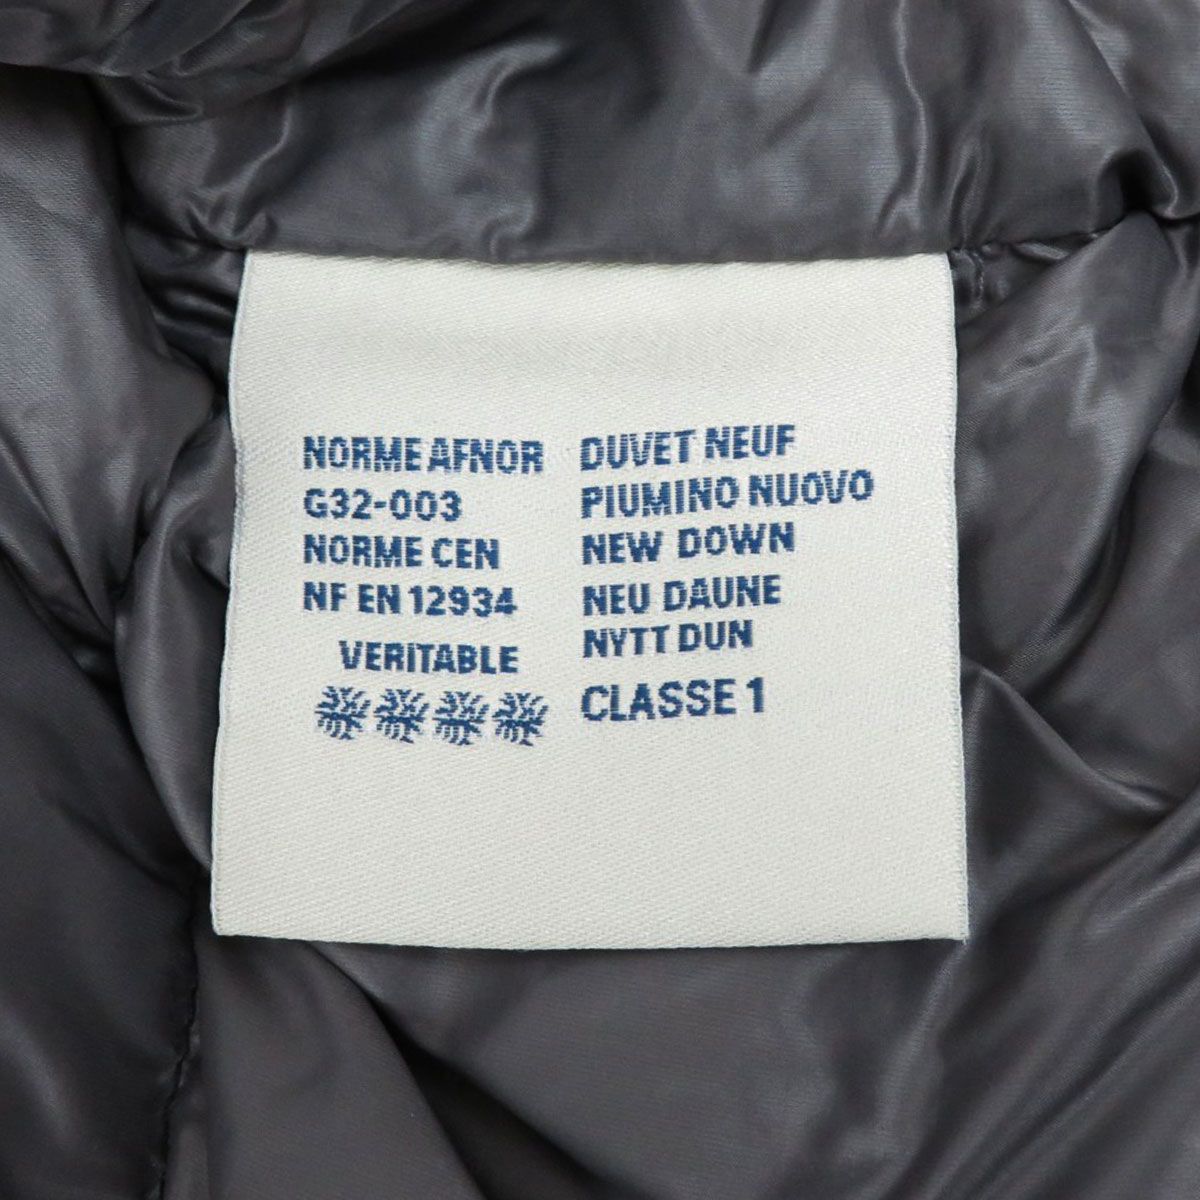 NORME AFNOR
G32-003
NORME CEN
NF EN 12934
VERITABLE
DUVET NEUF
PIUMINO NUOVO
NEW DOWN
NEU DAUNE
NYTT DUN
CLASSE 1